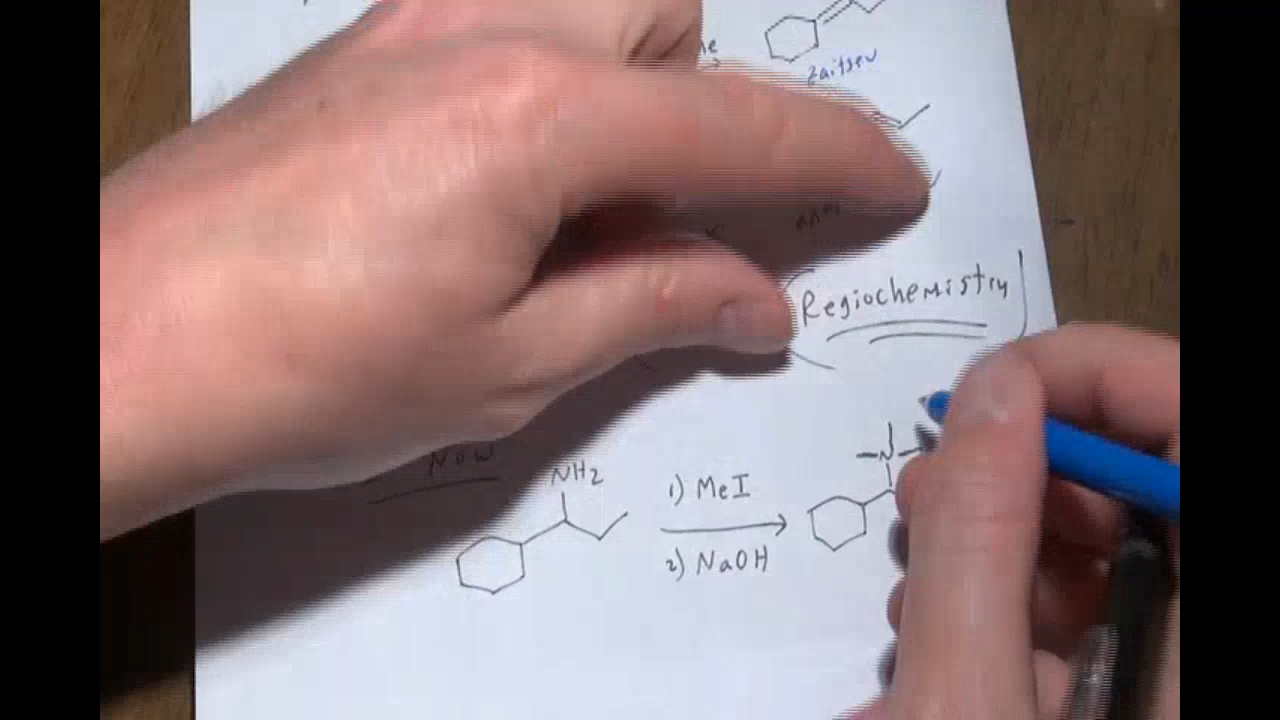 Zaitsev
Regiochemistry
NOW
NH2
1) MeI
2) NaOH
N